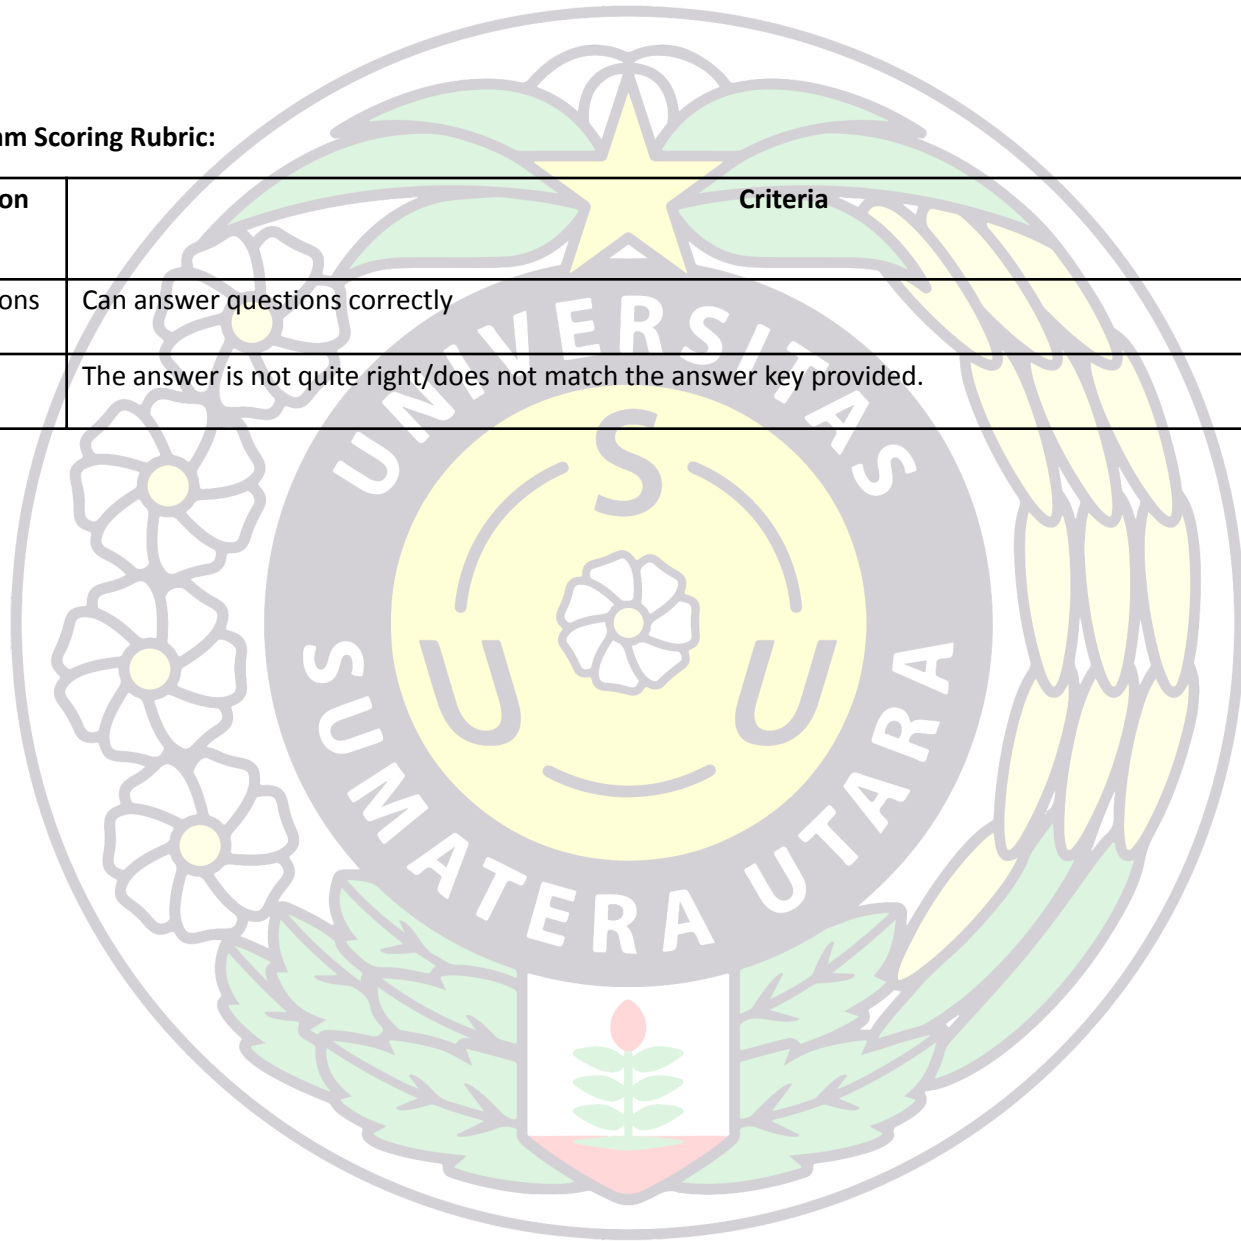 am Scoring Rubric:
on Criteria
ons Can answer questions correctly
The answer is not quite right/does not match the answer key provided.
UNIVERSITAS
S
U U
SUMATERA UTARA